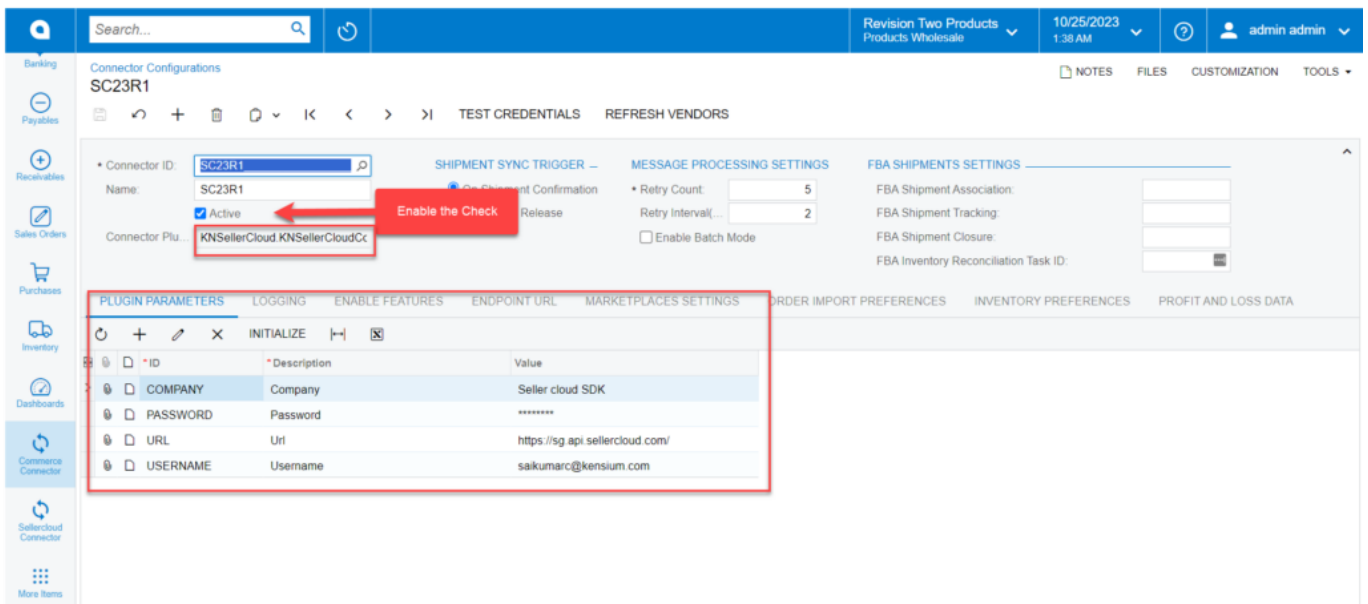 Search...
Revision Two Products
Products Wholesale
10/25/2023
1:38 AM
admin admin
Banking
Payables
Receivables
Sales Orders
Purchases
Inventory
Dashboards
Commerce
Connector
Sellercloud
Connector
More Items
Connector Configurations
SC23R1
NOTES FILES CUSTOMIZATION TOOLS
TEST CREDENTIALS REFRESH VENDORS
* Connector ID: SC23R1
Name: SC23R1
Active
Connector Plu... KNSellerCloud.KNSellerCloudCc
Enable the Check
SHIPMENT SYNC TRIGGER
On Shipment Confirmation
Release
MESSAGE PROCESSING SETTINGS
* Retry Count: 5
Retry Interval(... 2
Enable Batch Mode
FBA SHIPMENTS SETTINGS
FBA Shipment Association:
FBA Shipment Tracking:
FBA Shipment Closure:
FBA Inventory Reconciliation Task ID:
PLUGIN PARAMETERS LOGGING ENABLE FEATURES ENDPOINT URL MARKETPLACES SETTINGS ORDER IMPORT PREFERENCES INVENTORY PREFERENCES PROFIT AND LOSS DATA
INITIALIZE
* ID * Description Value
COMPANY Company Seller cloud SDK
PASSWORD Password ********
URL Url https://sg.api.sellercloud.com/
USERNAME Username saikumarc@kensium.com